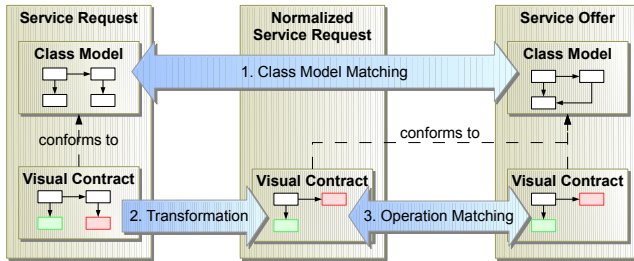 Service Request
Normalized
Service Request
Service Offer
Class Model
Class Model
1. Class Model Matching
conforms to
conforms to
Visual Contract
Visual Contract
Visual Contract
2. Transformation
3. Operation Matching